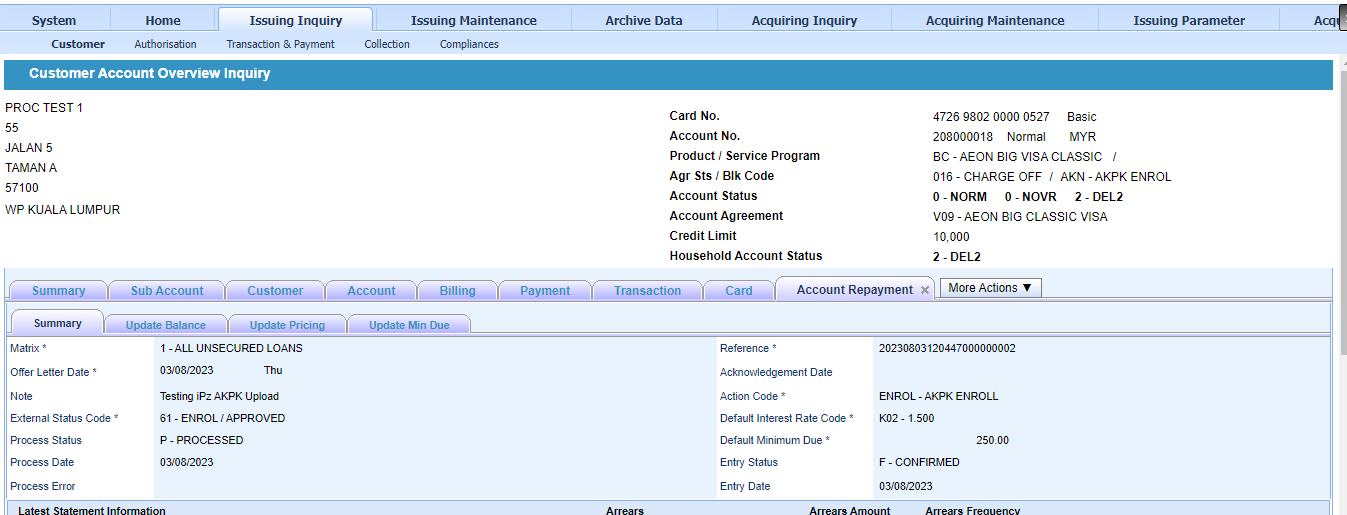 System Home Issuing Inquiry Issuing Maintenance Archive Data Acquiring Inquiry Acquiring Maintenance Issuing Parameter
Customer Authorisation Transaction & Payment Collection Compliances
Customer Account Overview Inquiry
PROC TEST 1
55
JALAN 5
TAMAN A
57100
WP KUALA LUMPUR
Card No. 4726 9802 0000 0527 Basic
Account No. 208000018 Normal MYR
Product / Service Program BC - AEON BIG VISA CLASSIC /
Agr Sts / Blk Code 016 - CHARGE OFF / AKN - AKPK ENROL
Account Status 0 - NORM 0 - NOVR 2 - DEL2
Account Agreement V09 - AEON BIG CLASSIC VISA
Credit Limit 10,000
Household Account Status 2 - DEL2
Summary Sub Account Customer Account Billing Payment Transaction Card Account Repayment × More Actions ▼
Summary Update Balance Update Pricing Update Min Due
Matrix * 1 - ALL UNSECURED LOANS Reference * 20230803120447000000002
Offer Letter Date * 03/08/2023 Thu Acknowledgement Date
Note Testing iPz AKPK Upload Action Code * ENROL - AKPK ENROLL
External Status Code * 61 - ENROL / APPROVED Default Interest Rate Code * K02 - 1.500
Process Status P - PROCESSED Default Minimum Due * 250.00
Process Date 03/08/2023 Entry Status F - CONFIRMED
Process Error Entry Date 03/08/2023
Latest Statement Information Arrears Arrears Amount Arrears Frequency